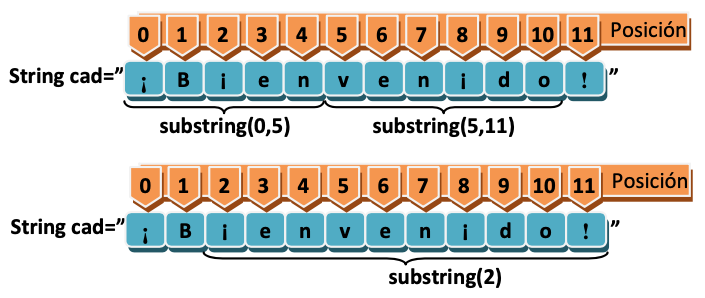 0 1 2 3 4 5 6 7 8 9 10 11 Posición
String cad=” ¡ B i e n v e n i d o ! ”
substring(0,5) substring(5,11)
0 1 2 3 4 5 6 7 8 9 10 11 Posición
String cad=” ¡ B i e n v e n i d o ! ”
substring(2)